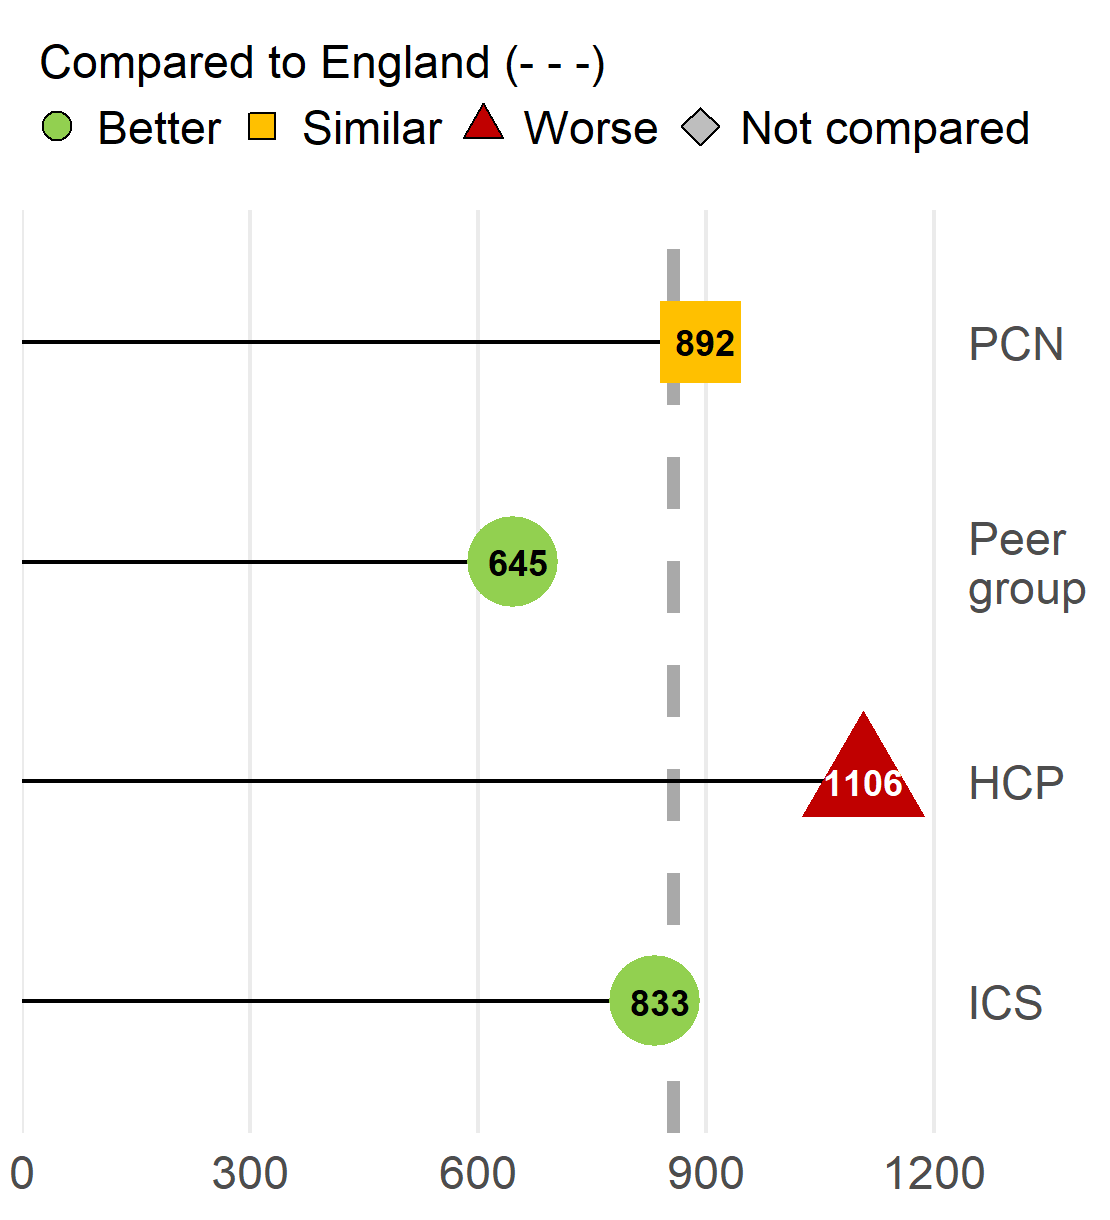 Compared to England (- - -)
Better Similar Worse Not compared
892 PCN
645 Peer
group
1106 HCP
833 ICS
0 300 600 900 1200